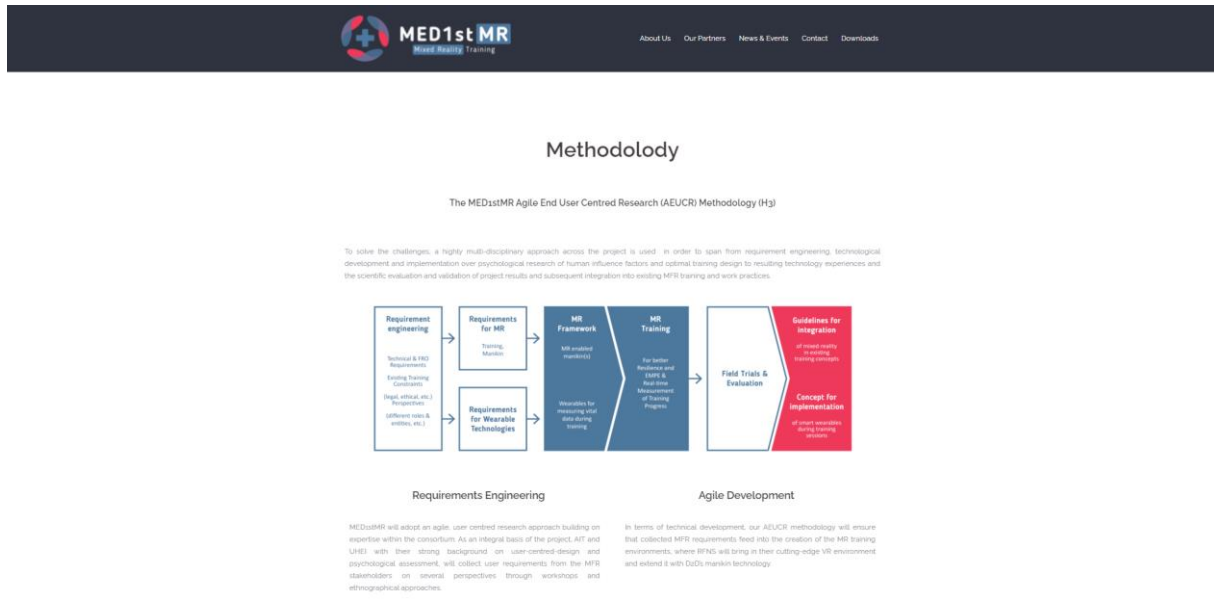 MED1st MR
Mixed Reality Training
About Us Our Partners News & Events Contact Downloads
Methodolody
The MED1stMR Agile End User Centred Research (AEUCR) Methodology (H3)
To solve the challenges, a highly multi-disciplinary approach across the project is used in order to span from requirement engineering, technological
development and implementation over psychological research of human influence factors and optimal training design to resulting technology experiences and
the scientific evaluation and validation of project results and subsequent integration into existing MFR training and work practices.
Requirement
engineering
Technical & FRO
Requirements
Existing Training
Constraints
(legal, ethical, etc.)
Perspectives
(different roles &
entities, etc.)
Requirements
for MR
Training,
Manikin
Requirements
for Wearable
Technologies
MR
Framework
MR enabled
manikin(s)
Wearables for
measuring vital
data during
training
MR
Training
For better
Resilience and
EMPE &
Real-time
Measurement
of Training
Progress
Field Trials &
Evaluation
Guidelines for
integration
of mixed reality
in existing
training concepts
Concept for
implementation
of smart wearables
during training
sessions
Requirements Engineering
MEDsstMR will adopt an agile, user centred research approach building on
expertise within the consortium. As an integral basis of the project, AIT and
UHEI with their strong background on user-centred-design and
psychological assessment, will collect user requirements from the MFR
stakeholders on several perspectives through workshops and
ethnographical approaches.
Agile Development
In terms of technical development, our AEUCR methodology will ensure
that collected MFR requirements feed into the creation of the MR training
environments, where RFNS will bring in their cutting-edge VR environment
and extend it with DzDs manikin technology.